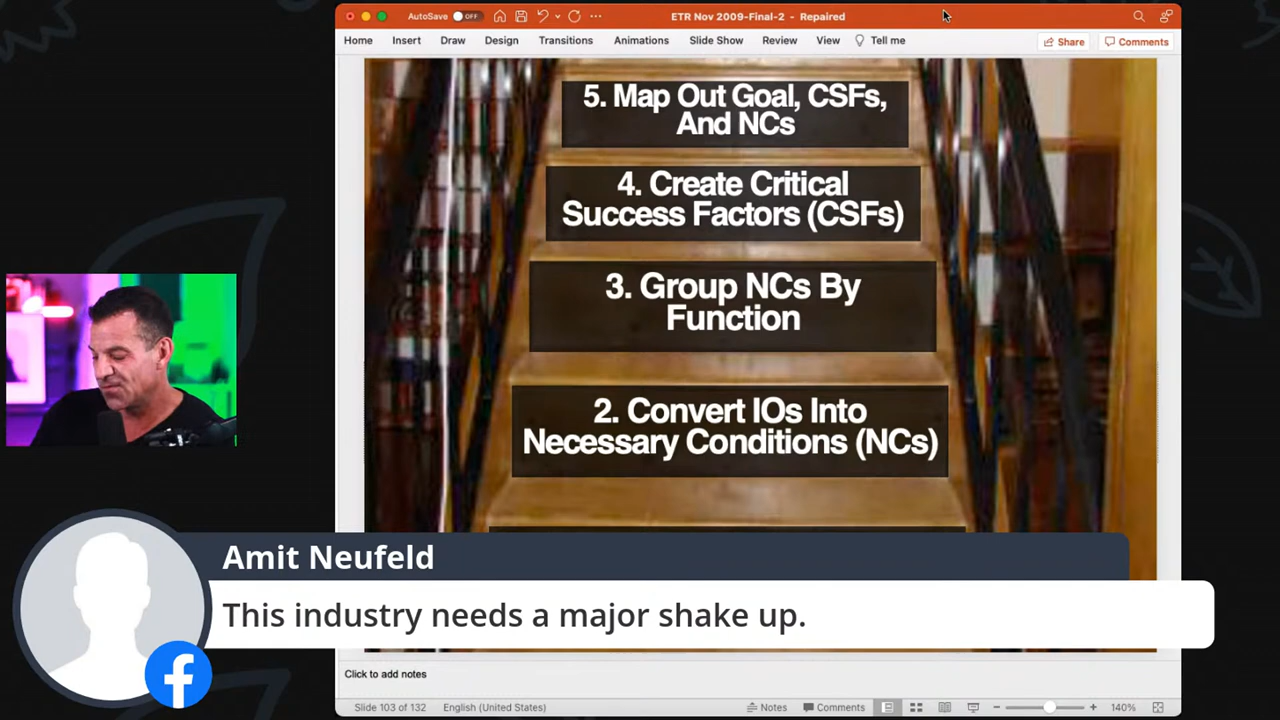 AutoSave OFF
ETR Nov 2009-Final-2 - Repaired
Home Insert Draw Design Transitions Animations Slide Show Review View Tell me Share Comments
5. Map Out Goal, CSFs,
And NCs
4. Create Critical
Success Factors (CSFs)
3. Group NCs By
Function
2. Convert IOs Into
Necessary Conditions (NCs)
Amit Neufeld
This industry needs a major shake up.
Click to add notes
Slide 103 of 132 English (United States) Notes Comments 140%